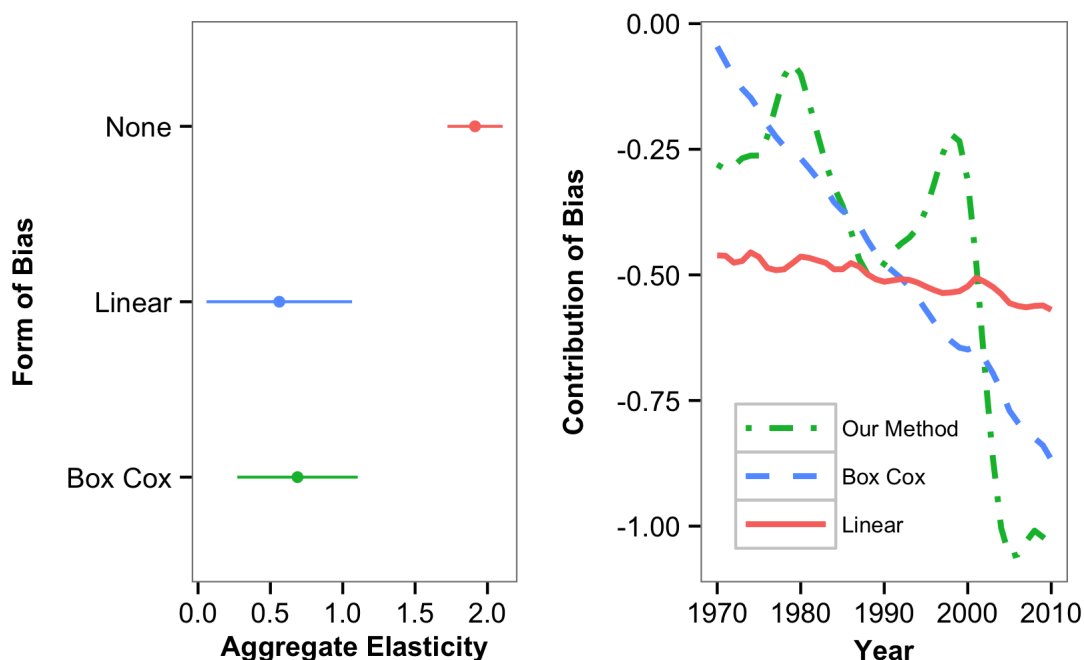 Form of Bias
None
Linear
Box Cox
0.0 0.5 1.0 1.5 2.0
Aggregate Elasticity
Contribution of Bias
0.00
-0.25
-0.50
-0.75
-1.00
Our Method
Box Cox
Linear
1970 1980 1990 2000 2010
Year